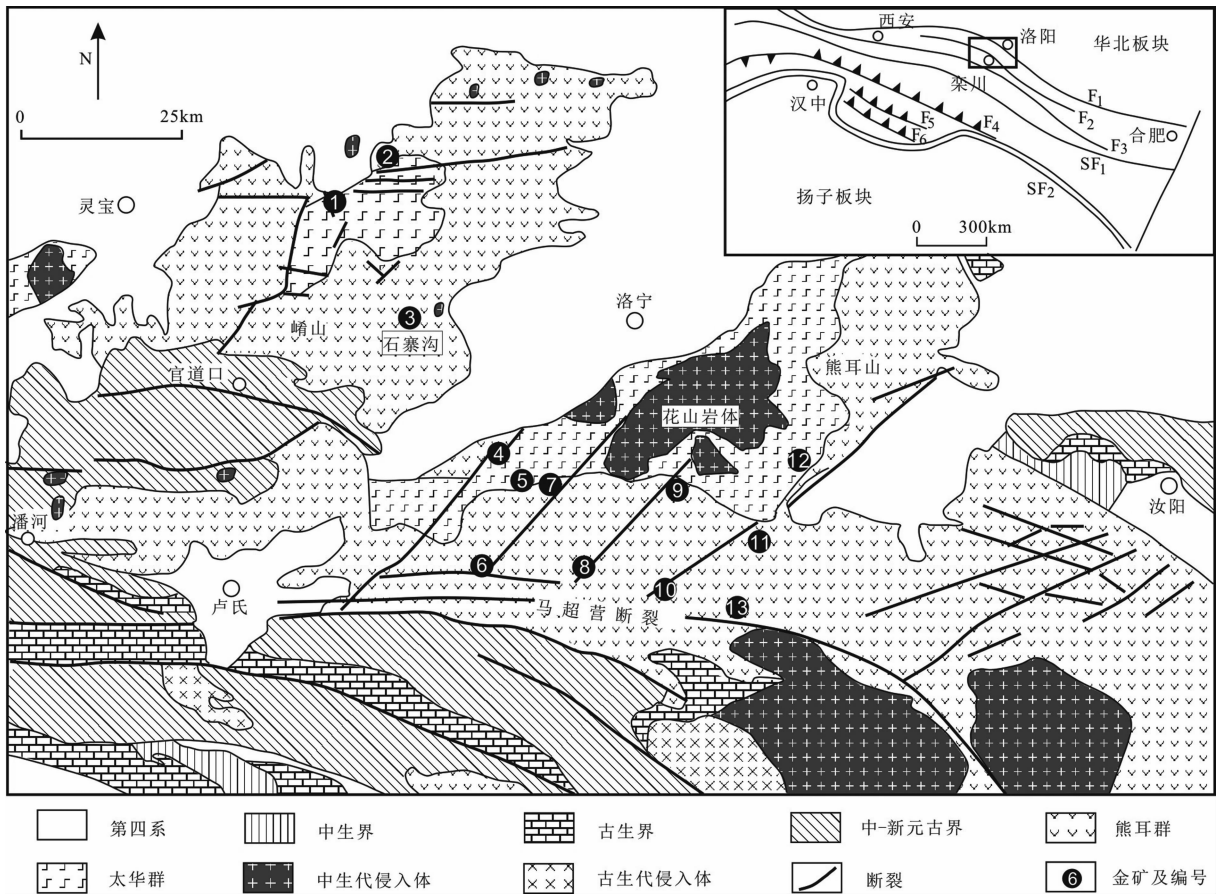 N
0 25km
灵宝
崤山
石寨沟
官道口
洛宁
花山岩体
熊耳山
汝阳
潘河
卢氏
马超营断裂
1
2
3
4
5
6
7
8
9
10
11
12
13
西安
洛阳
华北板块
栾川
汉中
合肥
扬子板块
F1
F2
F3
F4
F5
F6
SF1
SF2
0 300km
第四系 中生界 古生界 中-新元古界 熊耳群
太华群 中生代侵入体 古生代侵入体 断裂 6 金矿及编号